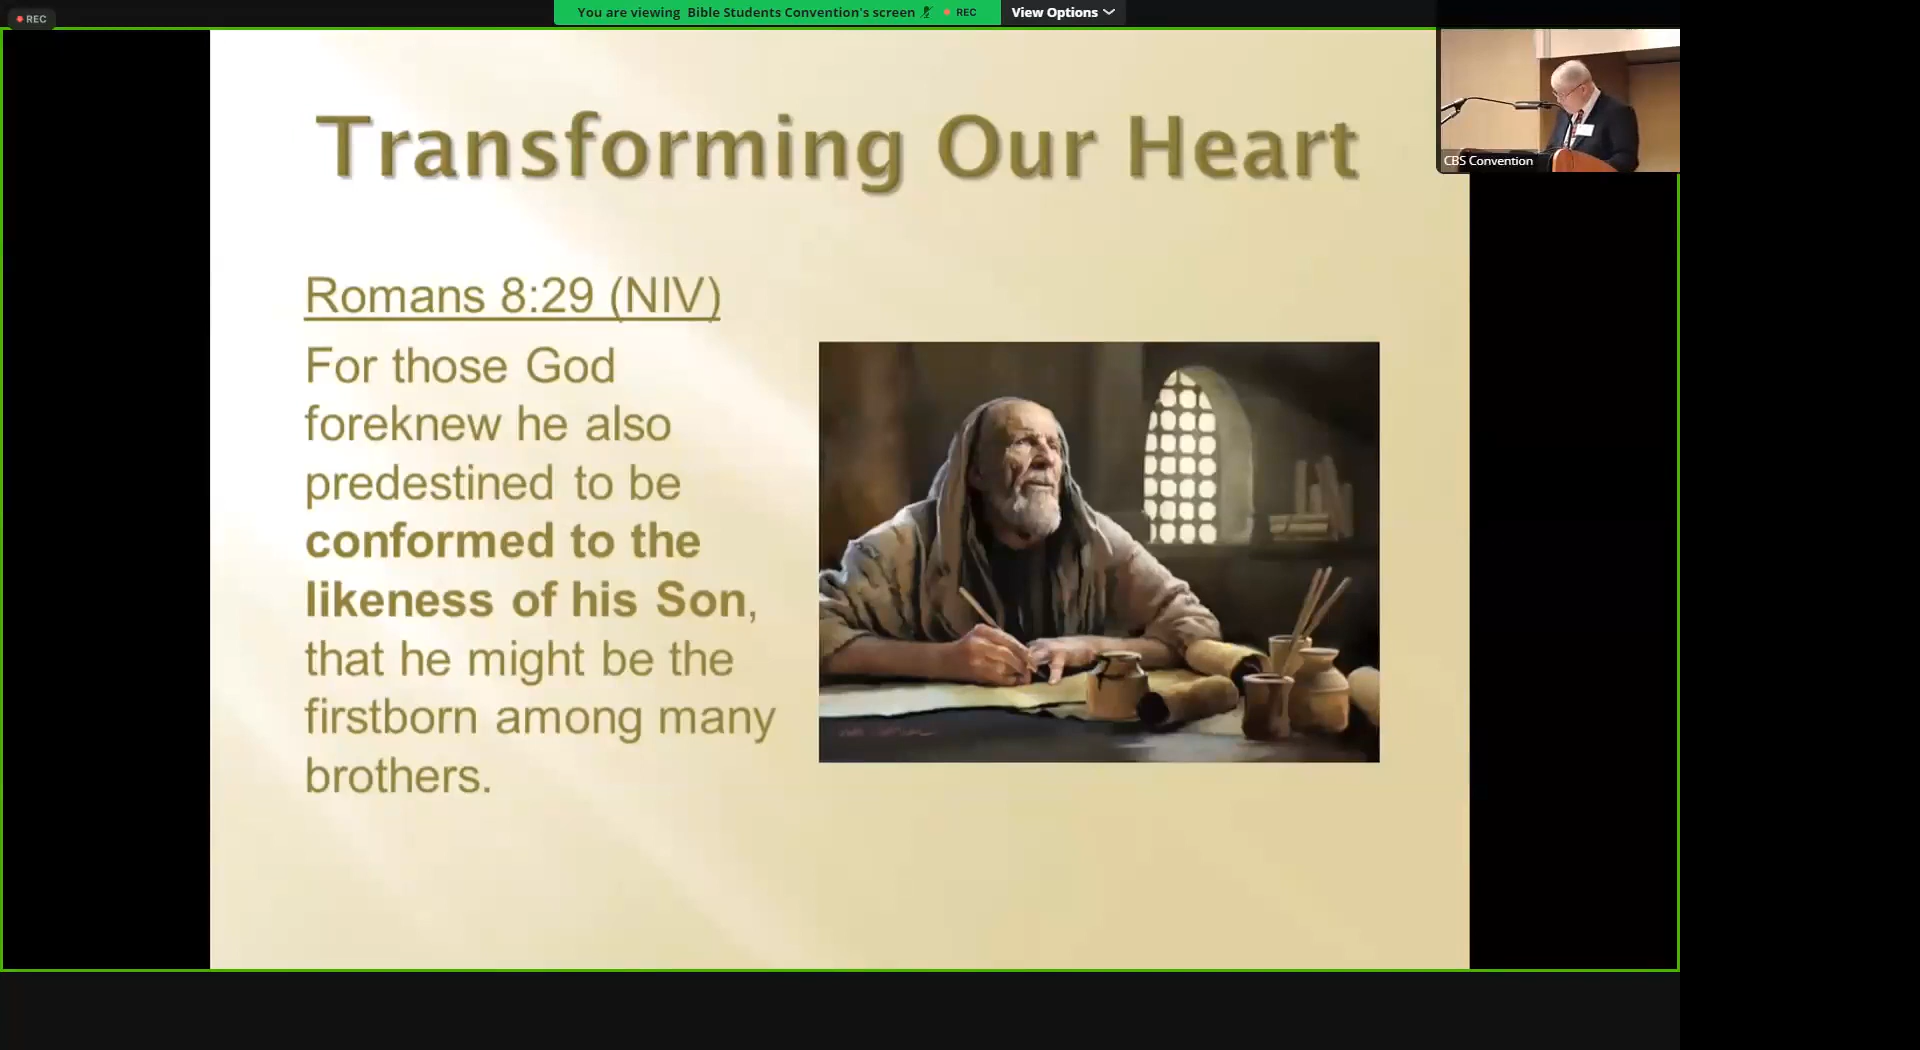 REC
You are viewing Bible Students Convention's screen
REC
View Options
CBS Convention
Transforming Our Heart
Romans 8:29 (NIV)
For those God
foreknew he also
predestined to be
conformed to the
likeness of his Son,
that he might be the
firstborn among many
brothers.